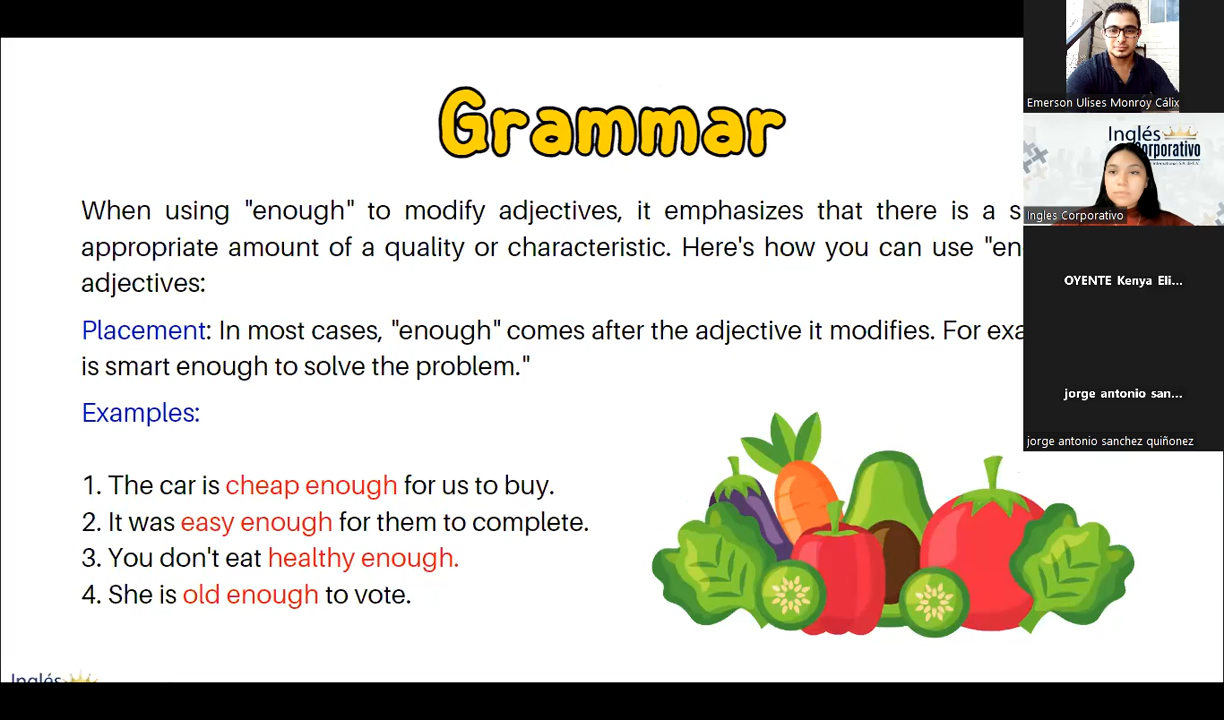 Grammar
When using "enough" to modify adjectives, it emphasizes that there is a s
appropriate amount of a quality or characteristic. Here's how you can use "en
adjectives:
Placement: In most cases, "enough" comes after the adjective it modifies. For exa
is smart enough to solve the problem."
Examples:
1. The car is cheap enough for us to buy.
2. It was easy enough for them to complete.
3. You don't eat healthy enough.
4. She is old enough to vote.
Inglés
Emerson Ulises Monroy Cálix
Inglés
Corporativo
Ingles Corporativo
OYENTE Kenya Eli...
jorge antonio san...
jorge antonio sanchez quiñonez